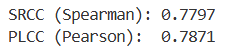 SRCC (Spearman): 0.7797
PLCC (Pearson):  0.7871